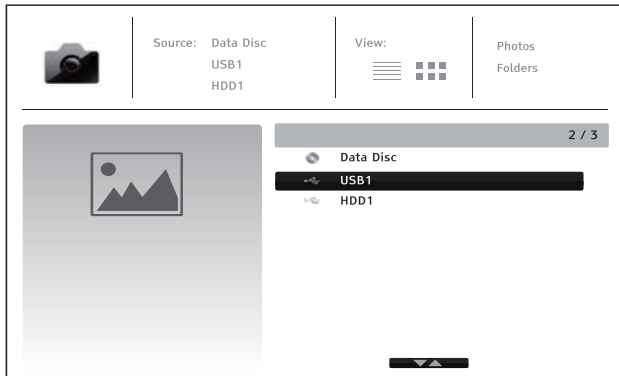 Source: Data Disc
USB1
HDD1
View:
Photos
Folders
2 / 3
Data Disc
USB1
HDD1